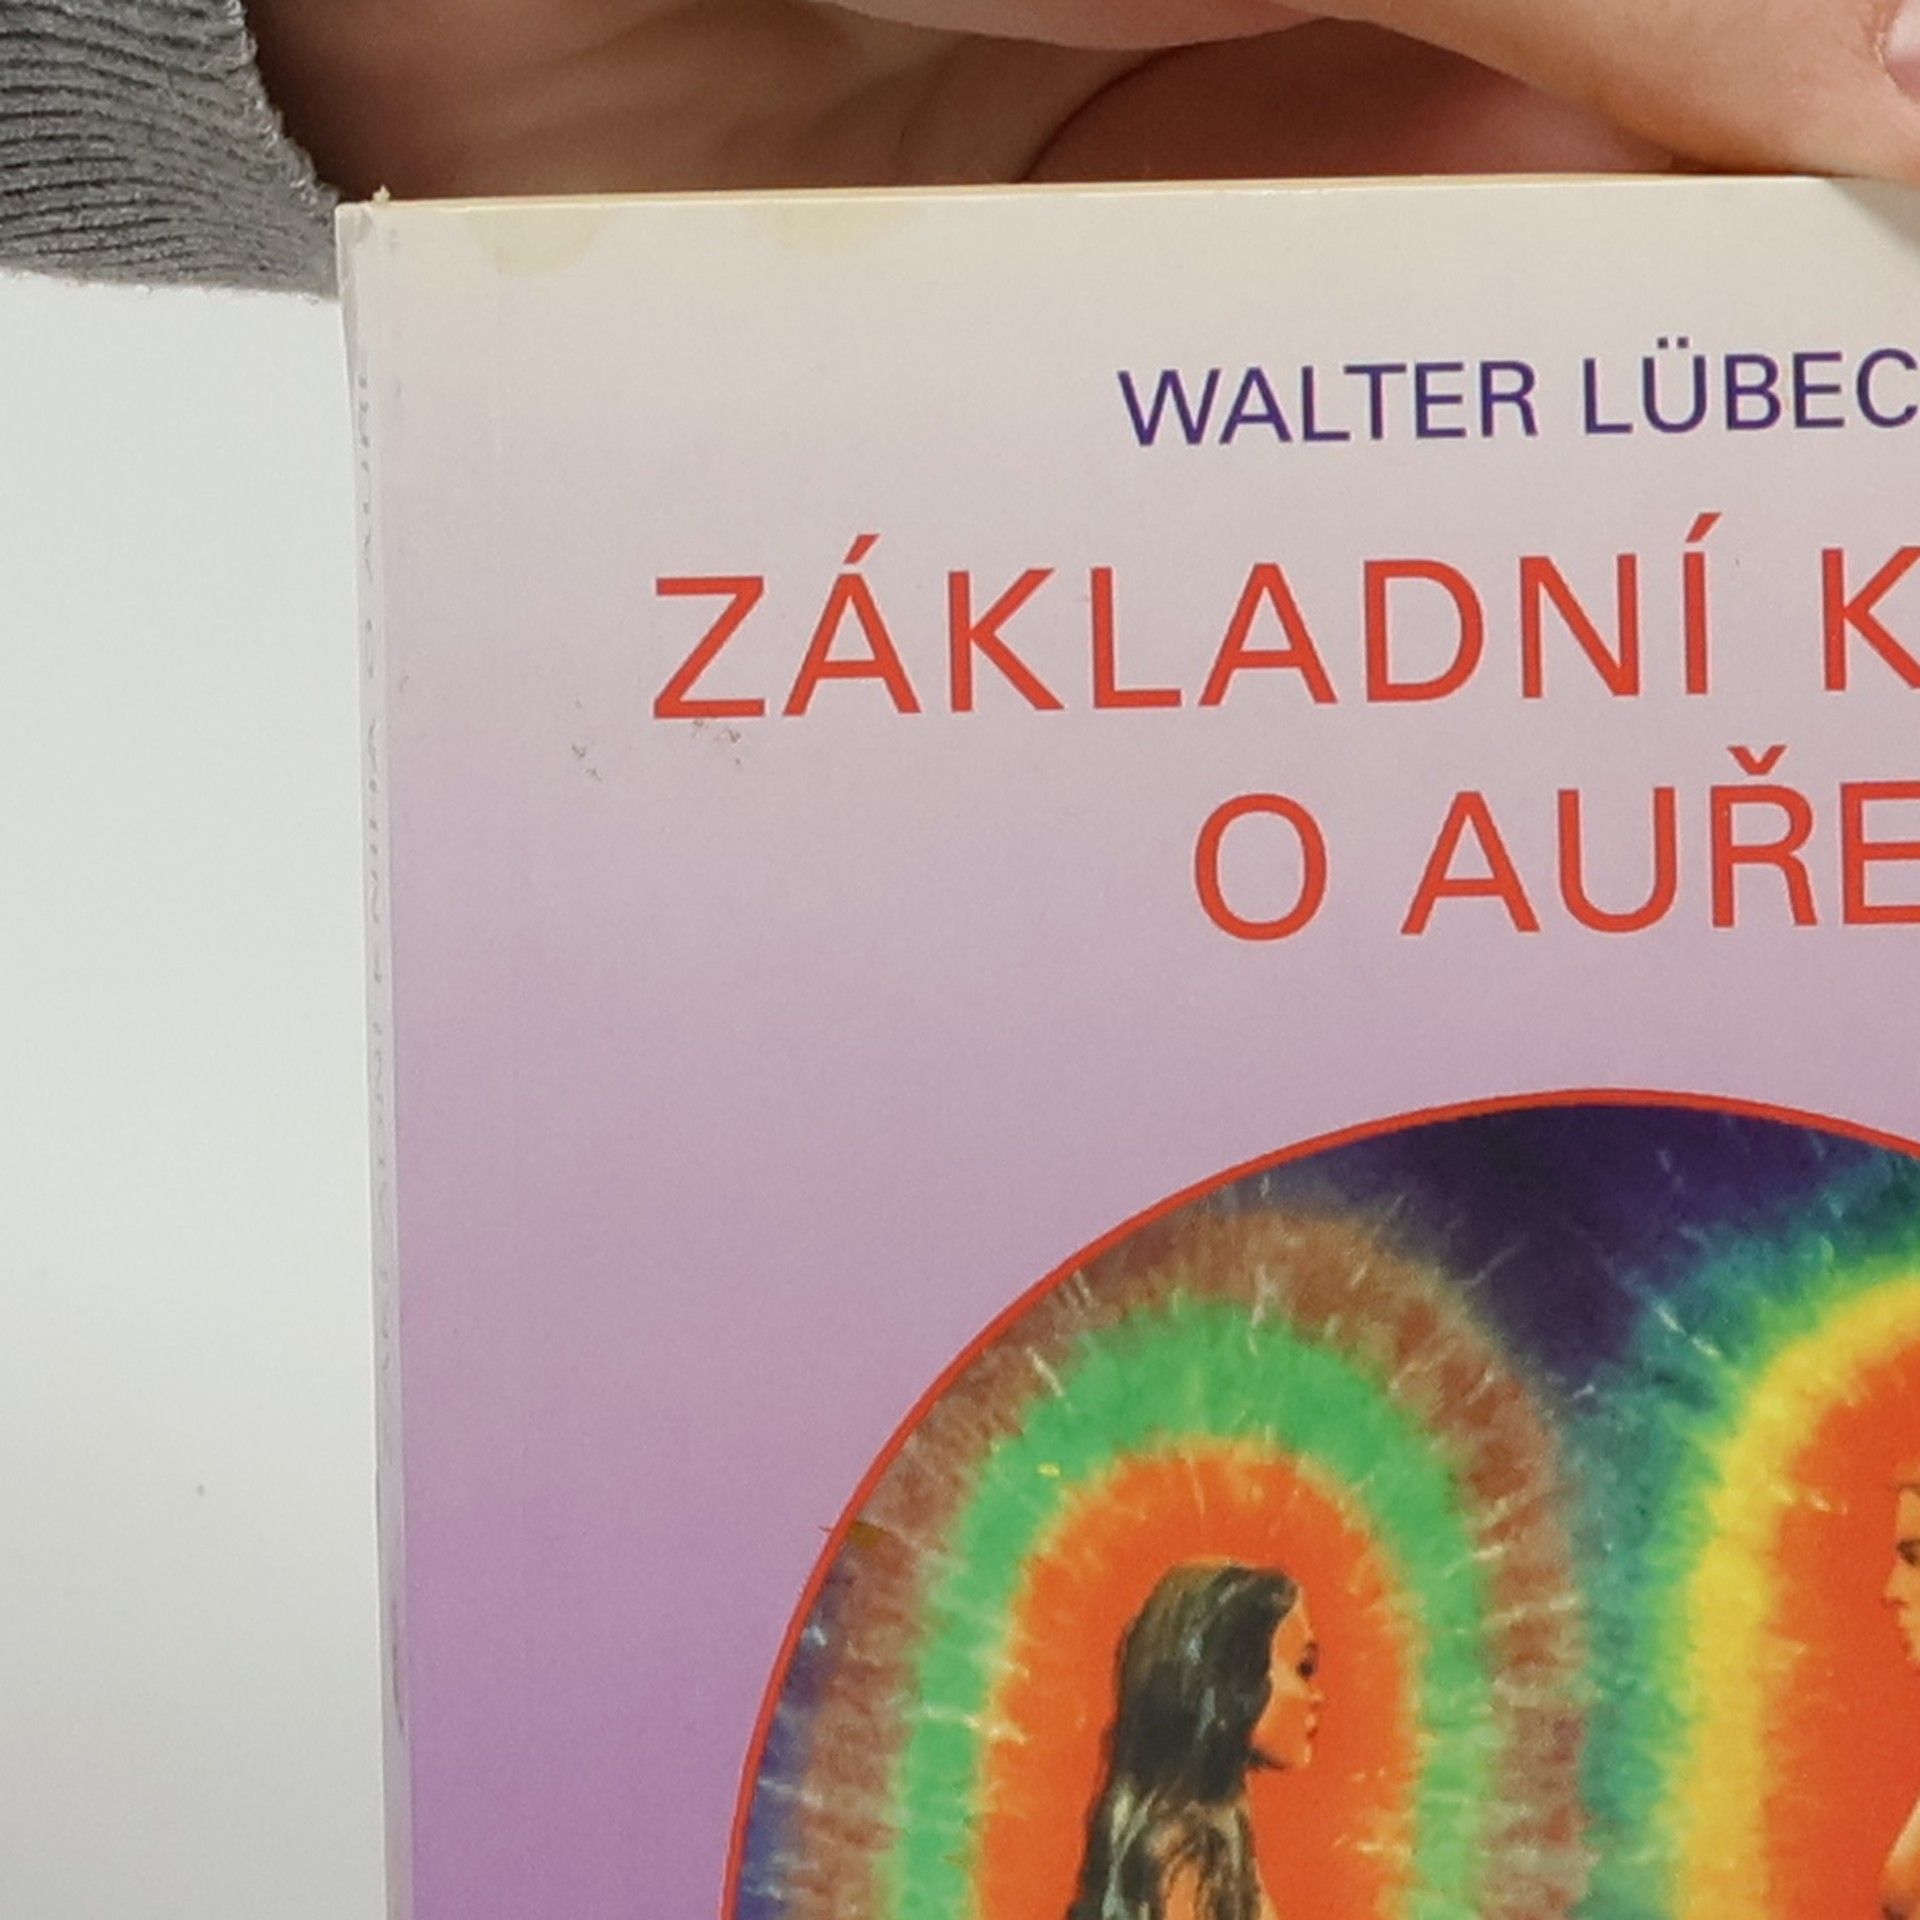 WALTER LÜBEC
ZÁKLADNÍ K
O AUŘE